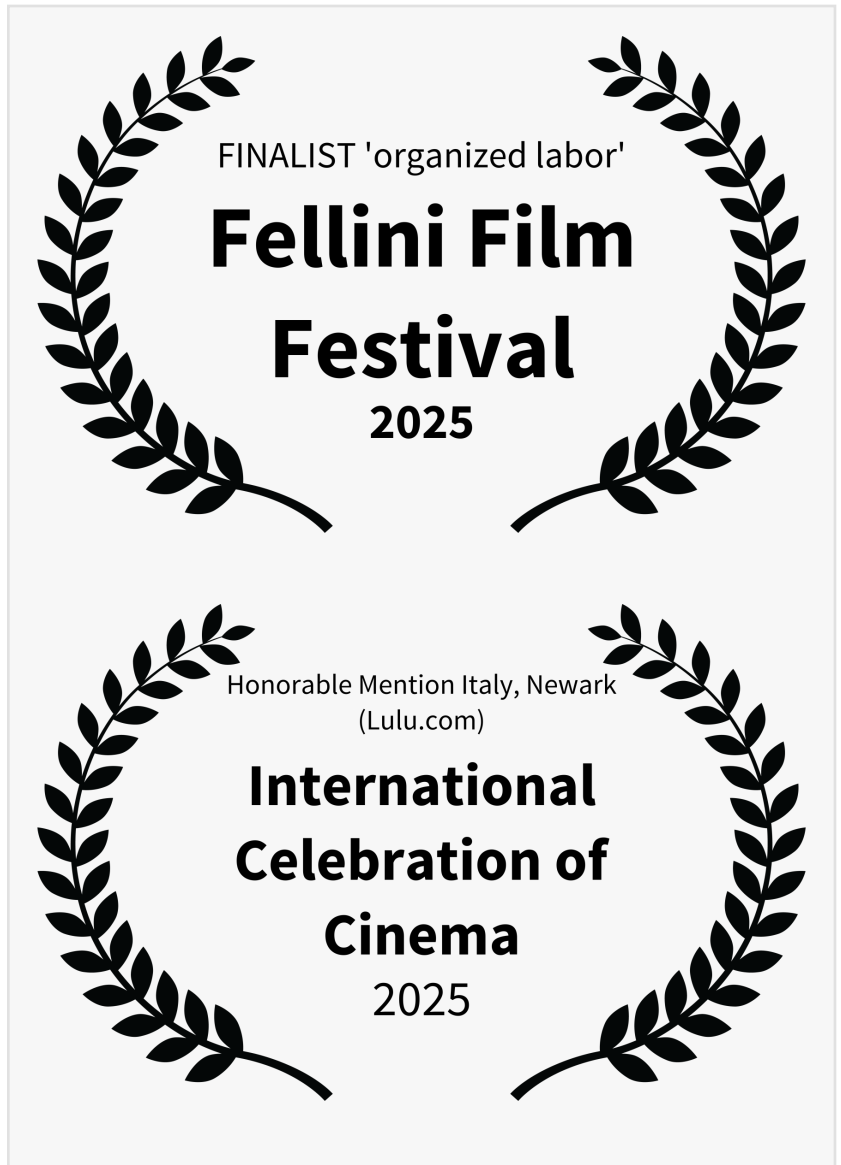 FINALIST 'organized labor'
Fellini Film
Festival
2025
Honorable Mention Italy, Newark
(Lulu.com)
International
Celebration of
Cinema
2025